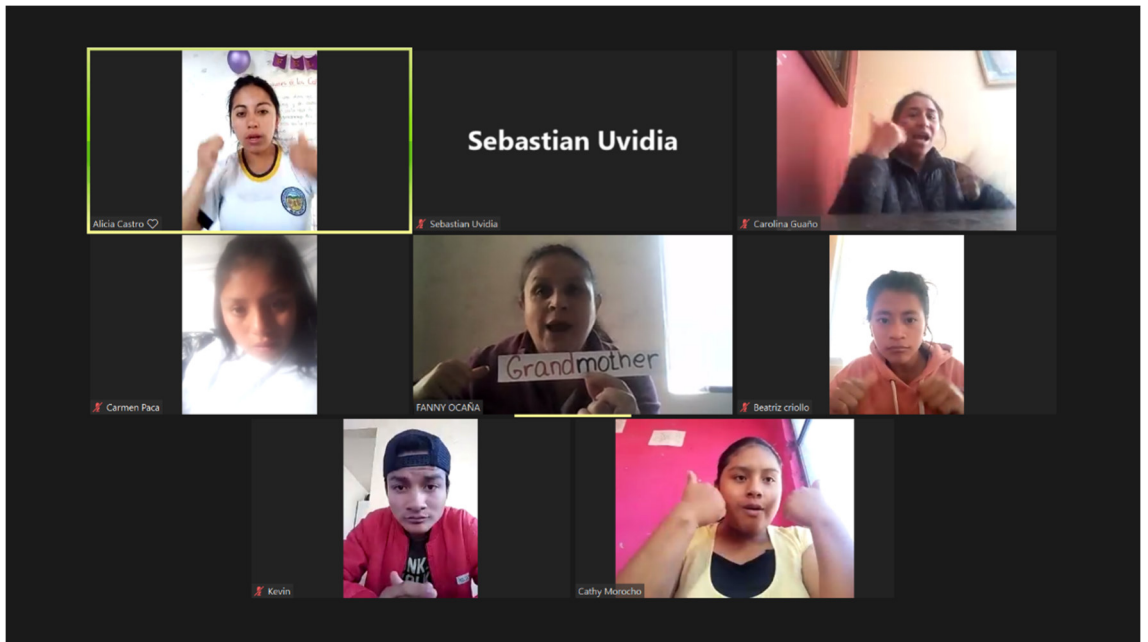 Sebastian Uvidia
Alicia Castro
Sebastian Uvidia
Carolina Guaño
Grandmother
Carmen Paca
FANNY OCAÑA
Beatriz criollo
Kevin
Cathy Morocho